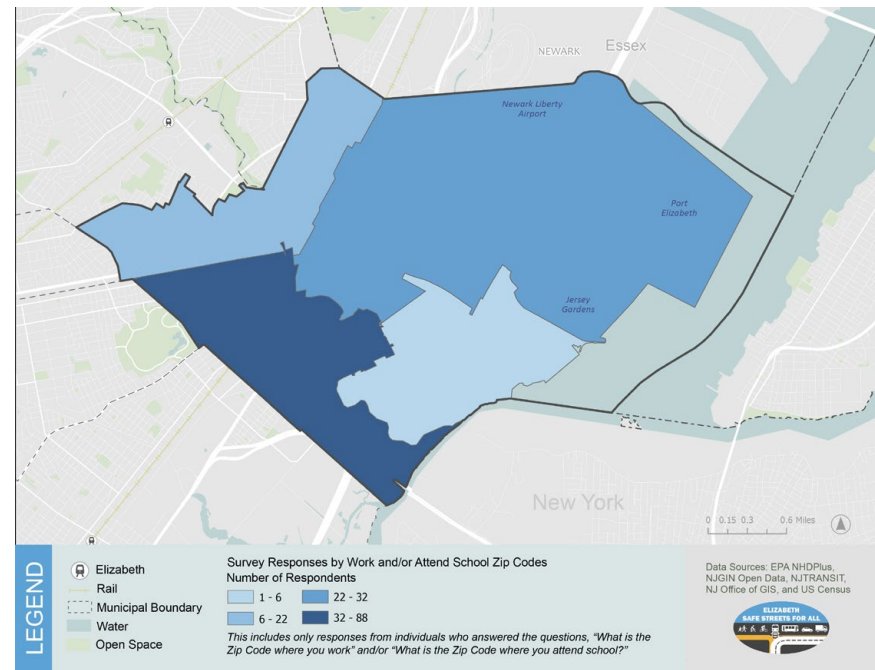 NEWARK
Essex
Newark Liberty
Airport
Port
Elizabeth
Jersey
Gardens
New York
0 0.15 0.3 0.6 Miles
LEGEND
Elizabeth
Rail
Municipal Boundary
Water
Open Space
Survey Responses by Work and/or Attend School Zip Codes
Number of Respondents
1 - 6
22 - 32
6 - 22
32 - 88
This includes only responses from individuals who answered the questions, “What is the
Zip Code where you work” and/or “What is the Zip Code where you attend school?”
Data Sources: EPA NHDPlus,
NJGIN Open Data, NJTRANSIT,
NJ Office of GIS, and US Census
ELIZABETH
SAFE STREETS FOR ALL